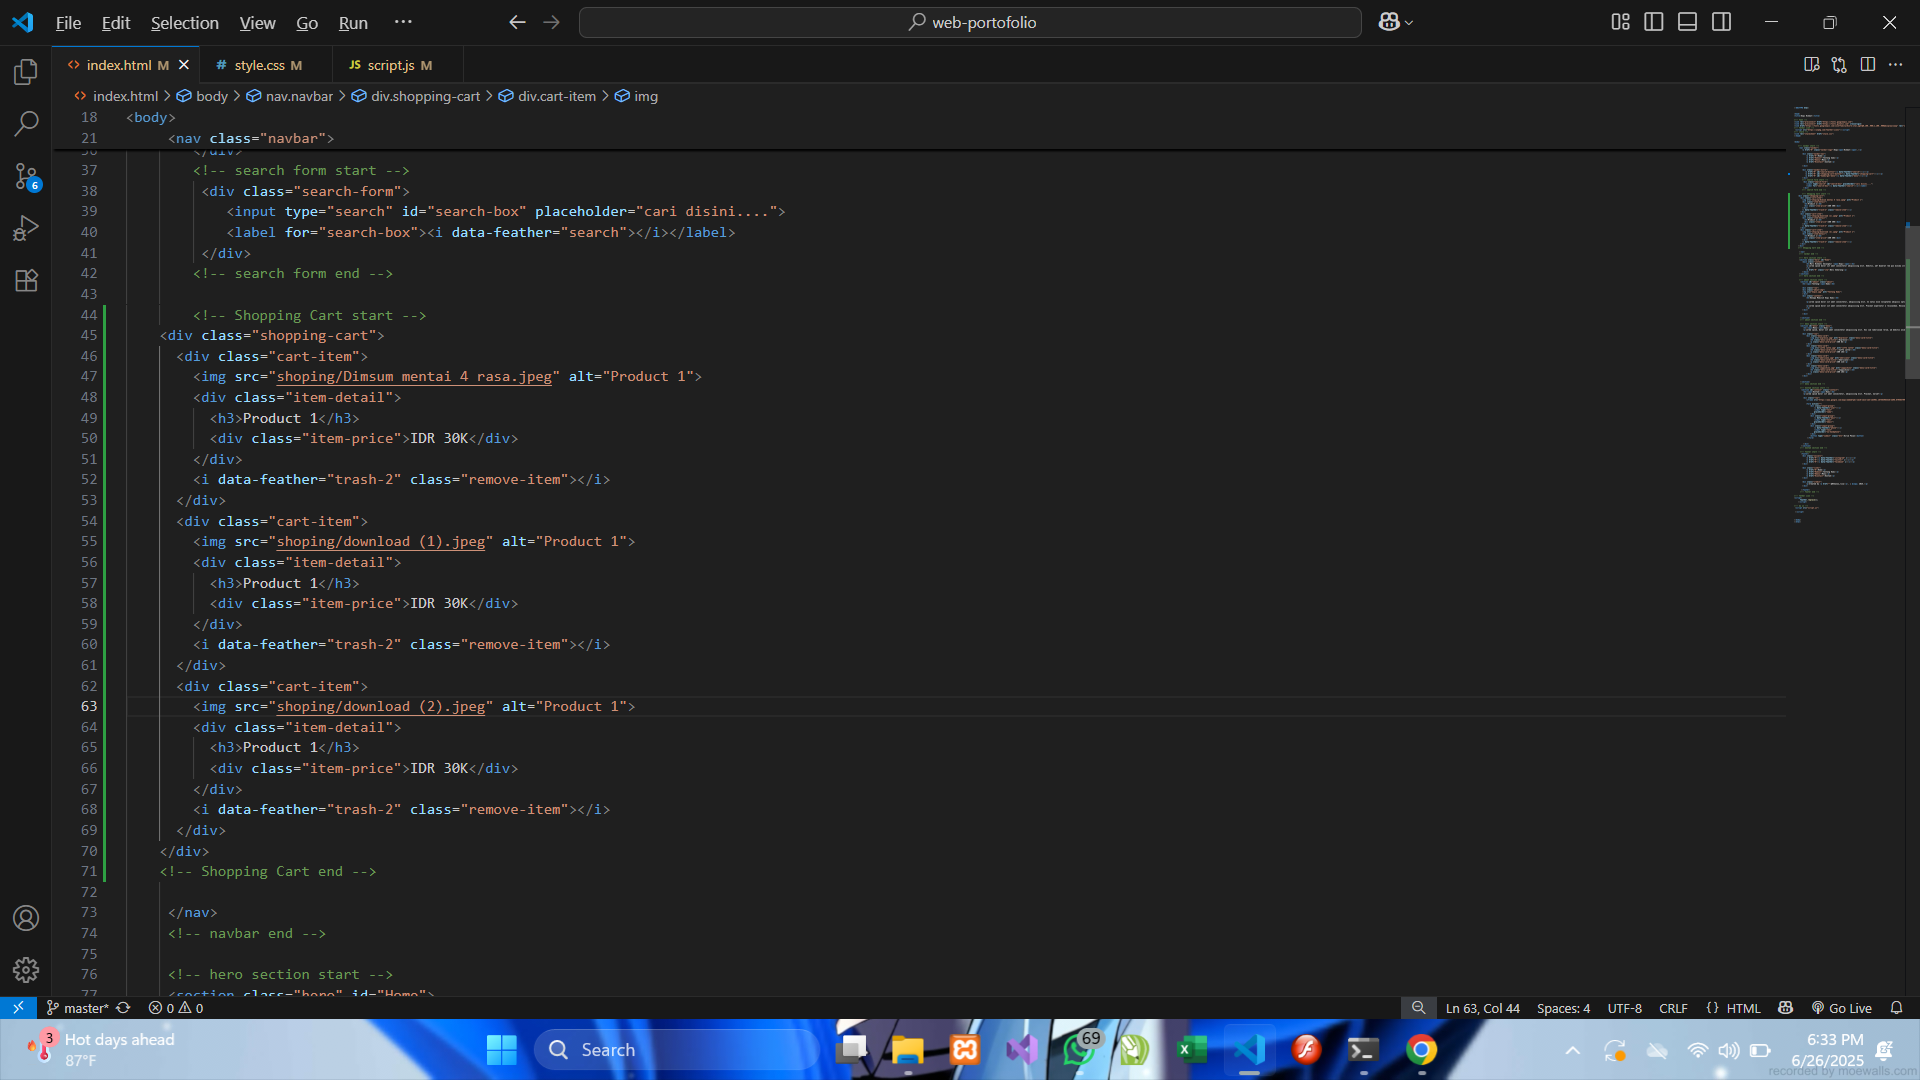 File Edit Selection View Go Run ··· web-portofolio
index.html M style.css M JS script.js M
index.html > body > nav.navbar > div.shopping-cart > div.cart-item > img
18 <body>
21 <nav class="navbar">
36 </div>
37 <!-- search form start -->
38 <div class="search-form">
39 <input type="search" id="search-box" placeholder="cari disini....">
40 <label for="search-box"><i data-feather="search"></i></label>
41 </div>
42 <!-- search form end -->
43
44 <!-- Shopping Cart start -->
45 <div class="shopping-cart">
46 <div class="cart-item">
47 <img src="shoping/Dimsum mentai 4 rasa.jpeg" alt="Product 1">
48 <div class="item-detail">
49 <h3>Product 1</h3>
50 <div class="item-price">IDR 30K</div>
51 </div>
52 <i data-feather="trash-2" class="remove-item"></i>
53 </div>
54 <div class="cart-item">
55 <img src="shoping/download (1).jpeg" alt="Product 1">
56 <div class="item-detail">
57 <h3>Product 1</h3>
58 <div class="item-price">IDR 30K</div>
59 </div>
60 <i data-feather="trash-2" class="remove-item"></i>
61 </div>
62 <div class="cart-item">
63 <img src="shoping/download (2).jpeg" alt="Product 1">
64 <div class="item-detail">
65 <h3>Product 1</h3>
66 <div class="item-price">IDR 30K</div>
67 </div>
68 <i data-feather="trash-2" class="remove-item"></i>
69 </div>
70 </div>
71 <!-- Shopping Cart end -->
72
73 </nav>
74 <!-- navbar end -->
75
76 <!-- hero section start -->
77 <section class="hero" id="Home">
6
master* 0 0 Ln 63, Col 44 Spaces: 4 UTF-8 CRLF {} HTML Go Live
3 Hot days ahead
87°F
Search
69
6:33 PM
6/26/2025
recorded by moewalls.com